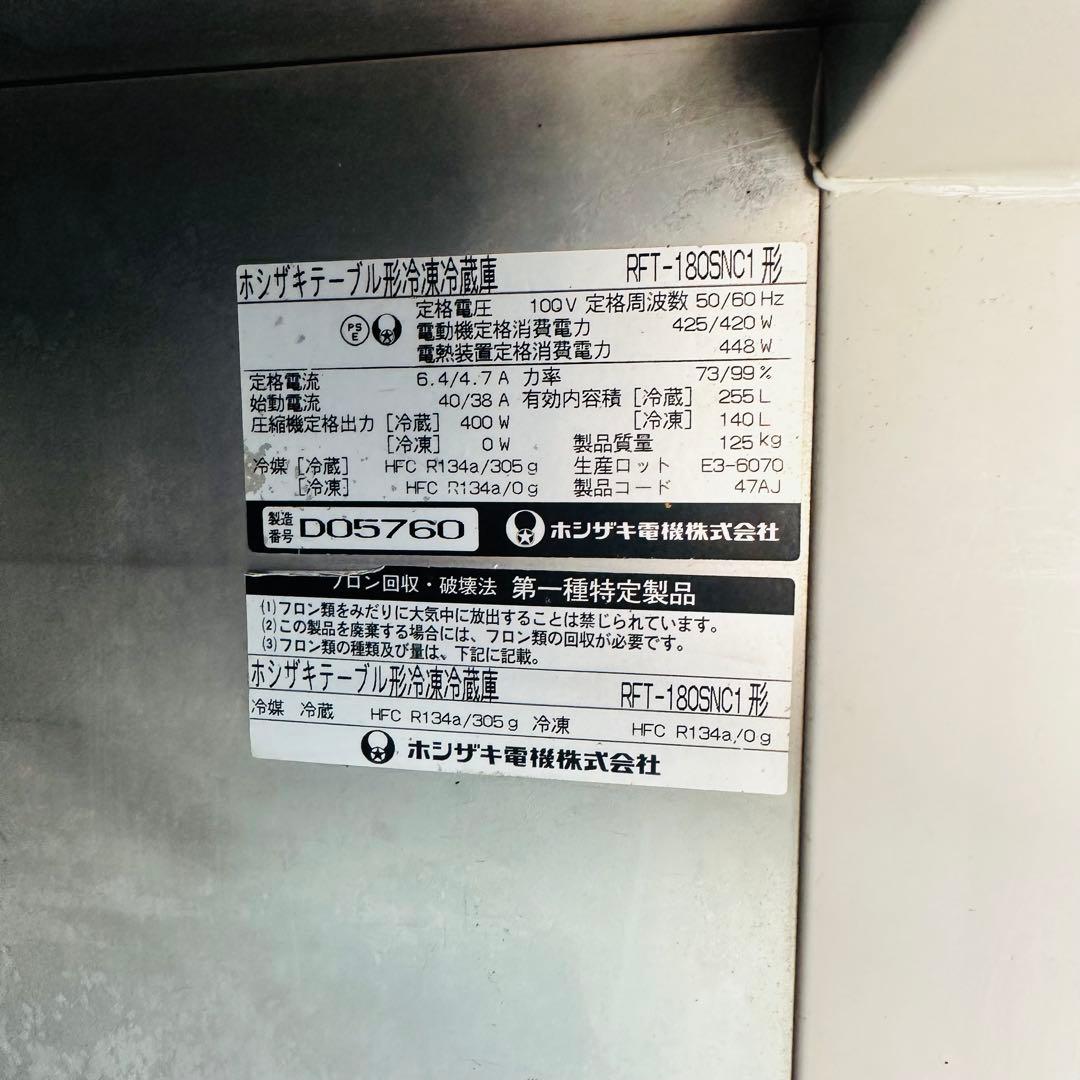 ホシザキテーブル形冷凍冷蔵庫 RFT-180SNC1形
定格電圧 100V 定格周波数 50/60 Hz
PS E 電動機定格消費電力 425/420 W
電熱装置定格消費電力 448 W
定格電流 6.4/4.7 A 力率 73/99 %
始動電流 40/38 A 有効内容積 [冷蔵] 255 L
圧縮機定格出力 [冷蔵] 400 W [冷凍] 140 L
[冷凍] 0 W 製品質量 125 kg
冷媒 [冷蔵] HFC R134a/305 g 生産ロット E3-6070
[冷凍] HFC R134a/0 g 製品コード 47AJ
製造番号 D05760 ホシザキ電機株式会社
フロン回収・破壊法 第一種特定製品
(1)フロン類をみだりに大気中に放出することは禁じられています。
(2)この製品を廃棄する場合には、フロン類の回収が必要です。
(3)フロン類の種類及び量は、下記に記載。
ホシザキテーブル形冷凍冷蔵庫 RFT-180SNC1形
冷媒 冷蔵 HFC R134a/305 g 冷凍 HFC R134a/0 g
ホシザキ電機株式会社